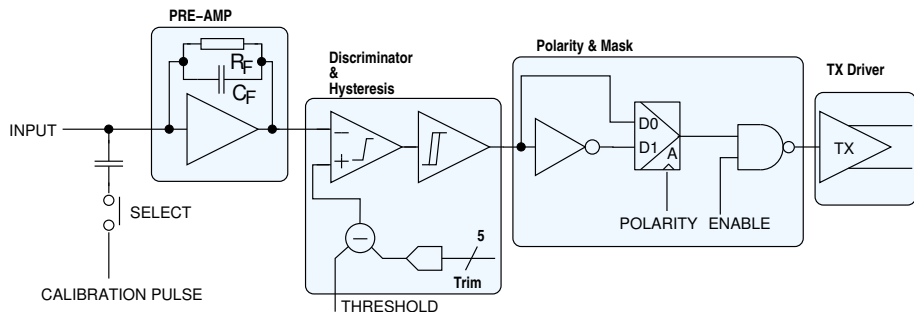 PRE–AMP
RF
CF
INPUT
SELECT
CALIBRATION PULSE
Discriminator
&
Hysteresis
−
+
−
5
Trim
THRESHOLD
Polarity & Mask
D0
D1
A
POLARITY
ENABLE
TX Driver
TX